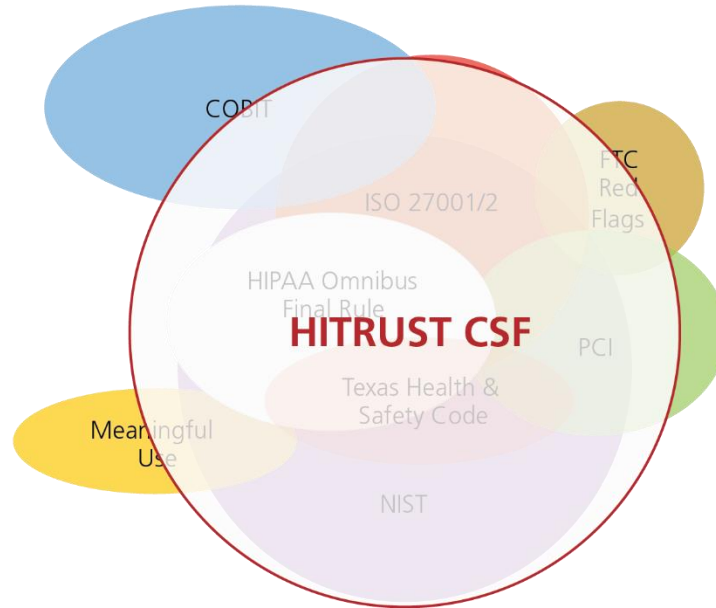 COBIT
FTC
Red
Flags
ISO 27001/2
HIPAA Omnibus
Final Rule
HITRUST CSF
PCI
Texas Health &
Safety Code
Meaningful
Use
NIST